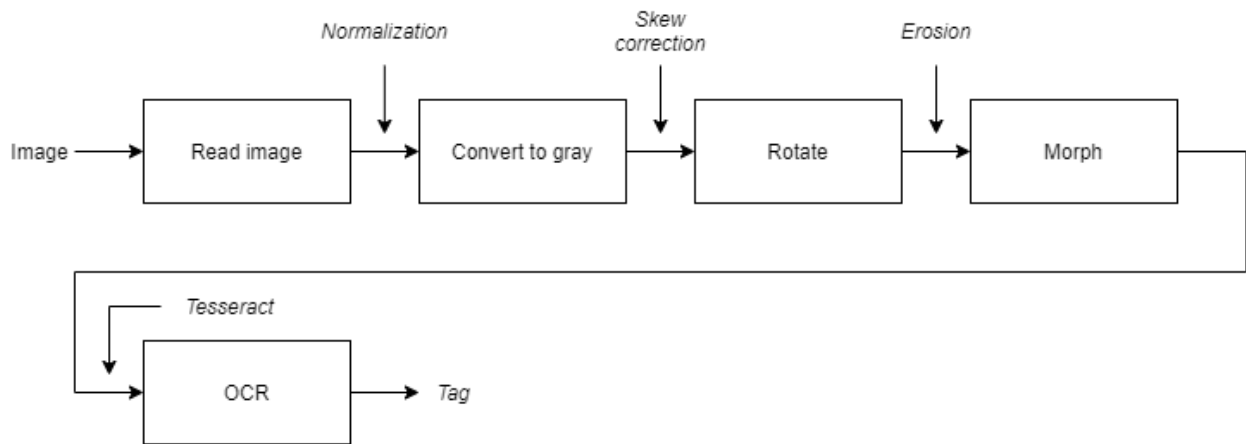 Normalization
Skew
correction
Erosion
Image
Read image
Convert to gray
Rotate
Morph
Tesseract
OCR
Tag